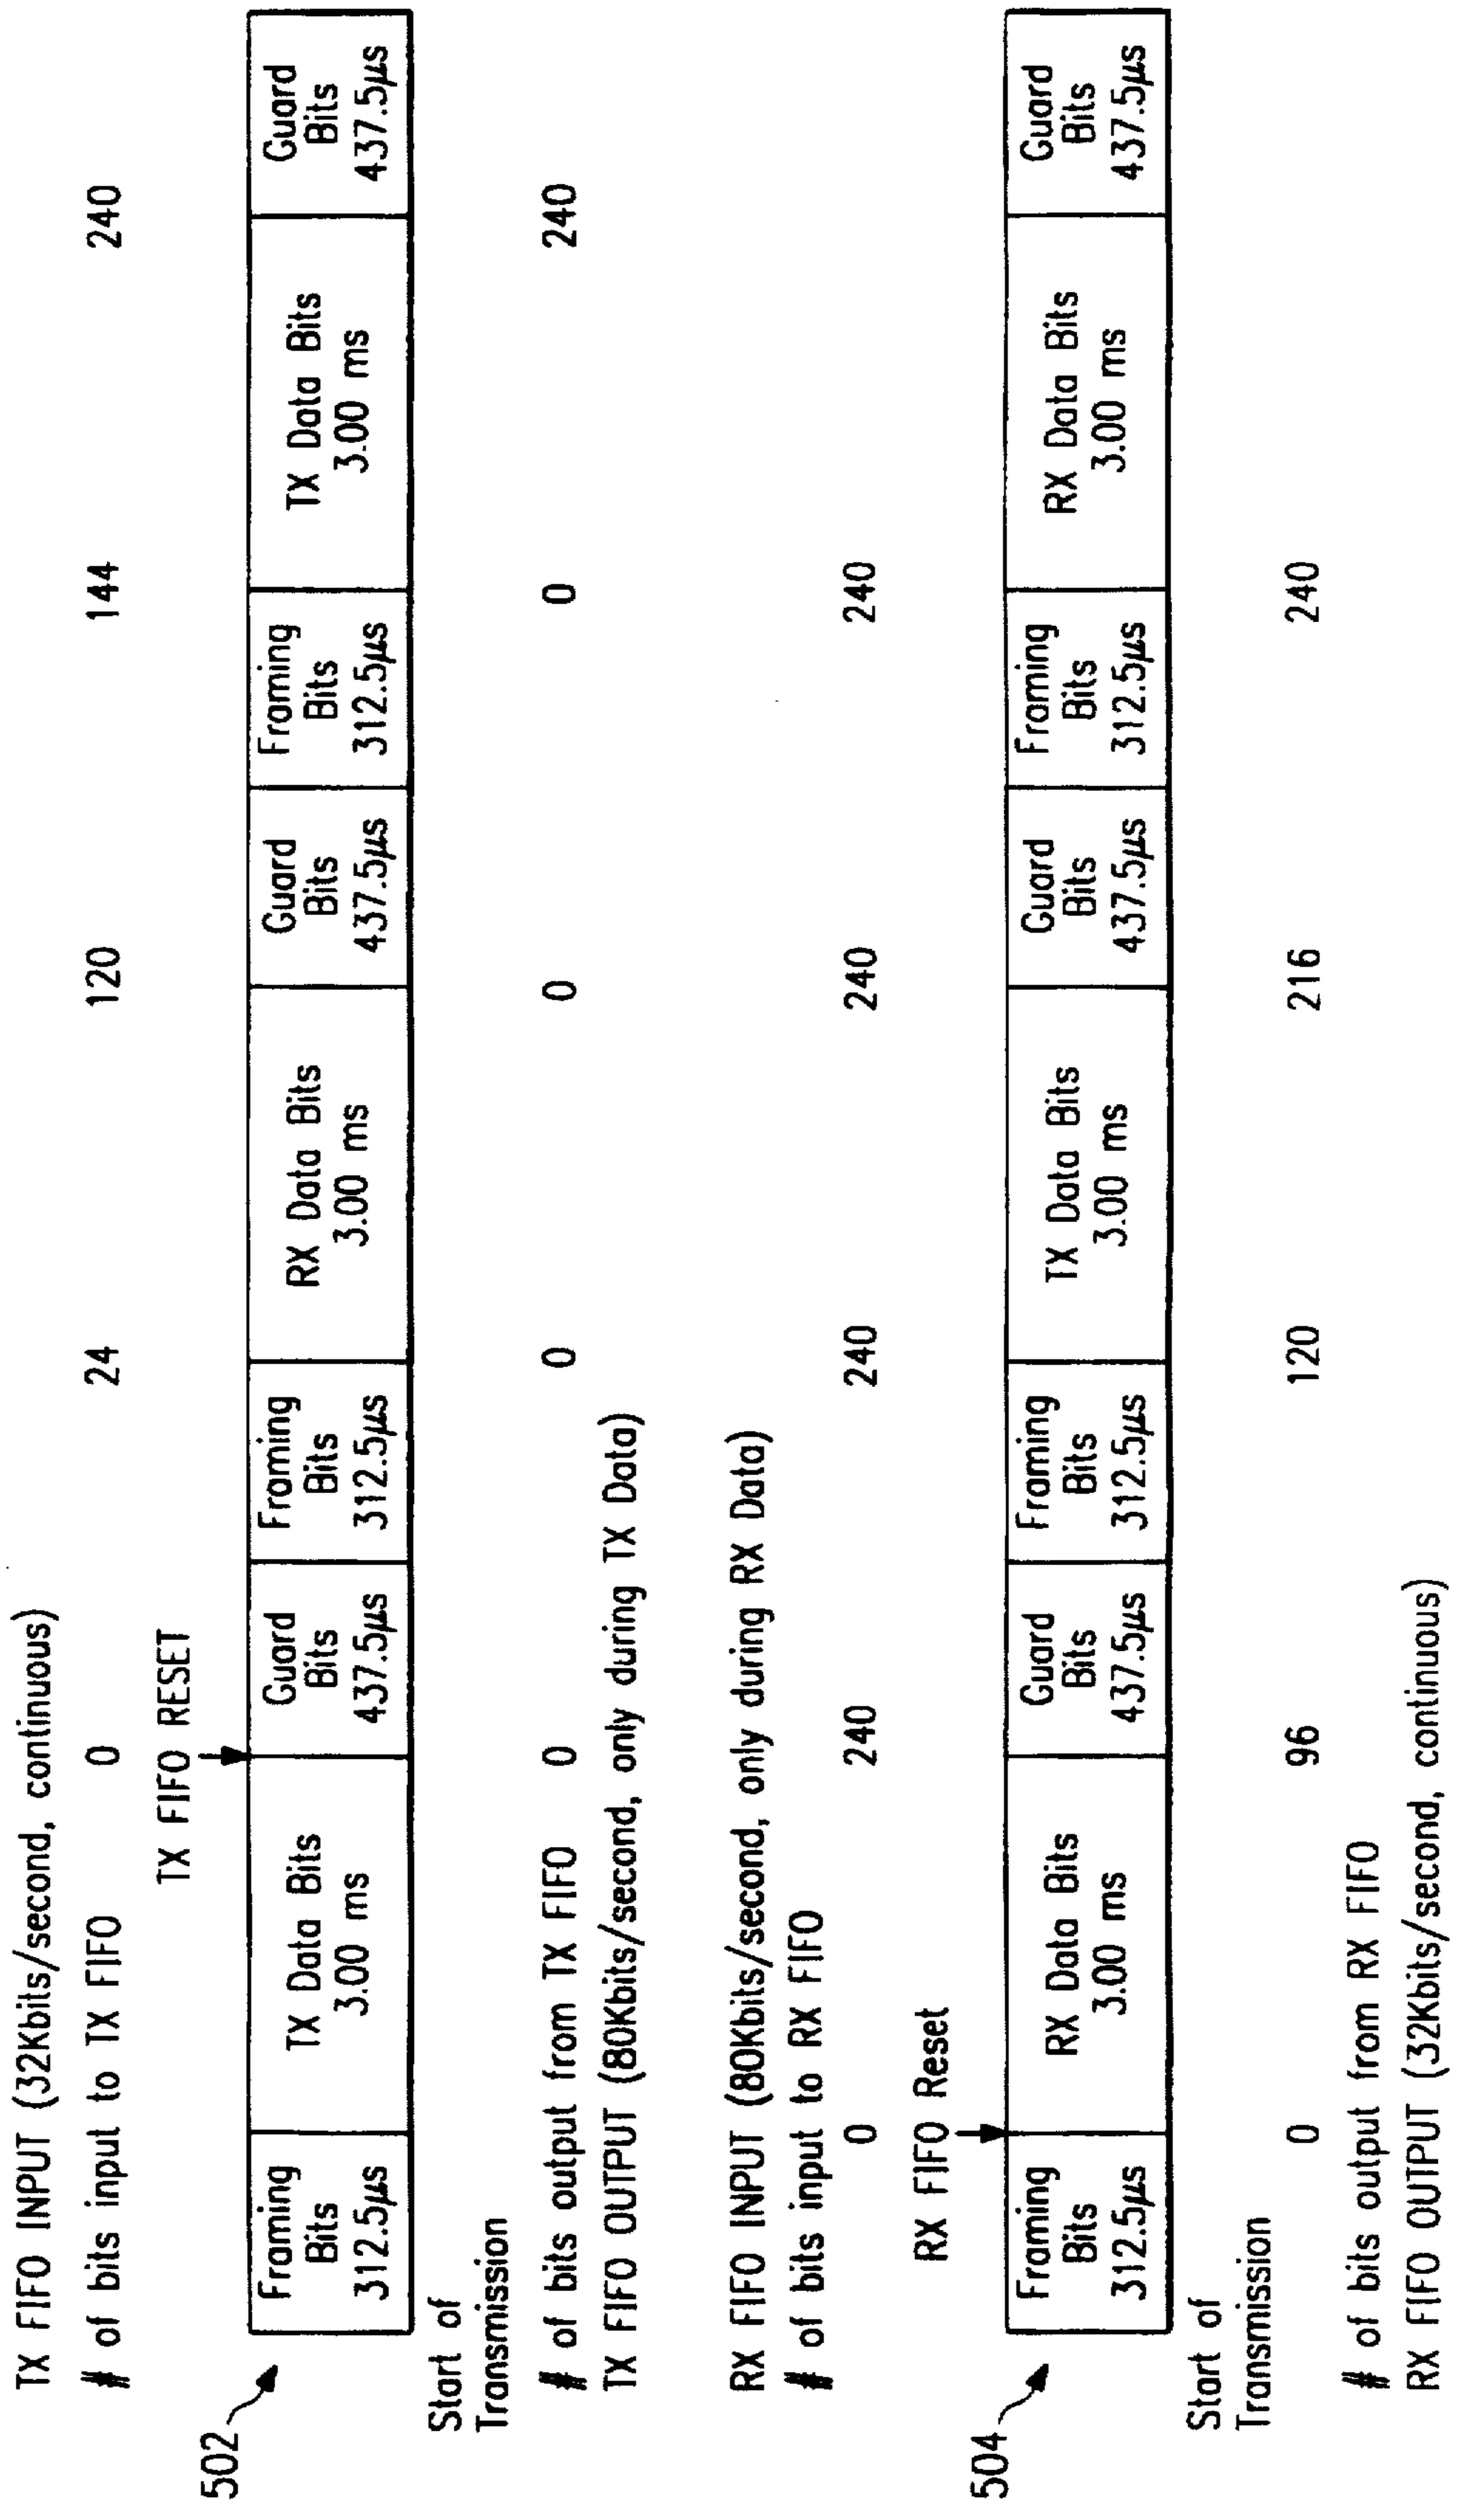 TX FIFO INPUT (32Kbits/second, continuous)
# of bits input to TX FIFO 0 24 120 144 240
TX FIFO RESET
502
Framing Bits 312.5µs
TX Data Bits 3.00 ms
Guard Bits 437.5µs
Framing Bits 312.5µs
RX Data Bits 3.00 ms
Guard Bits 437.5µs
Framing Bits 312.5µs
TX Data Bits 3.00 ms
Guard Bits 437.5µs
Start of
Transmission
# of bits output from TX FIFO 0 0 0 0 240
TX FIFO OUTPUT (80Kbits/second, only during TX Data)
RX FIFO INPUT (80Kbits/second, only during RX Data)
# of bits input to RX FIFO
0 240 240 240 240
RX FIFO Reset
504
Framing Bits 312.5µs
RX Data Bits 3.00 ms
Guard Bits 437.5µs
Framing Bits 312.5µs
TX Data Bits 3.00 ms
Guard Bits 437.5µs
Framing Bits 312.5µs
RX Data Bits 3.00 ms
Guard Bits 437.5µs
Start of
Transmission
0 96 120 216 240
# of bits output from RX FIFO
RX FIFO OUTPUT (32Kbits/second, continuous)